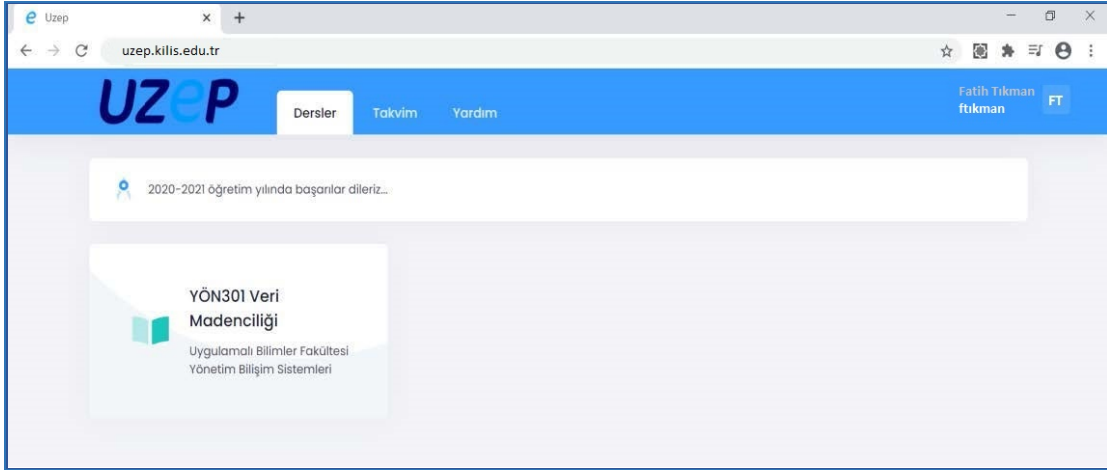 Uzep
uzep.kilis.edu.tr
UZeP
Dersler
Takvim
Yardım
Fatih Tıkman
ftıkman
FT
2020-2021 öğretim yılında başarılar dileriz...
YÖN301 Veri
Madenciliği
Uygulamalı Bilimler Fakültesi
Yönetim Bilişim Sistemleri